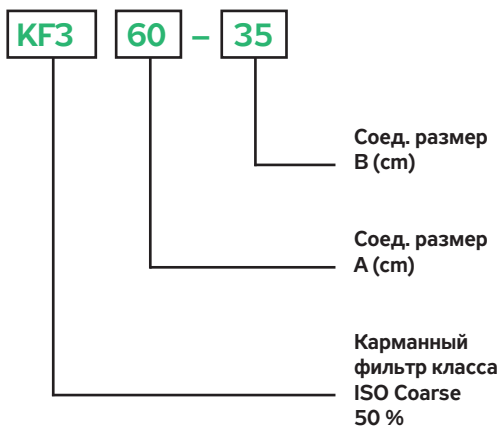 KF3 60 – 35
Соед. размер
B (cm)
Соед. размер
A (cm)
Карманный
фильтр класса
ISO Coarse
50 %